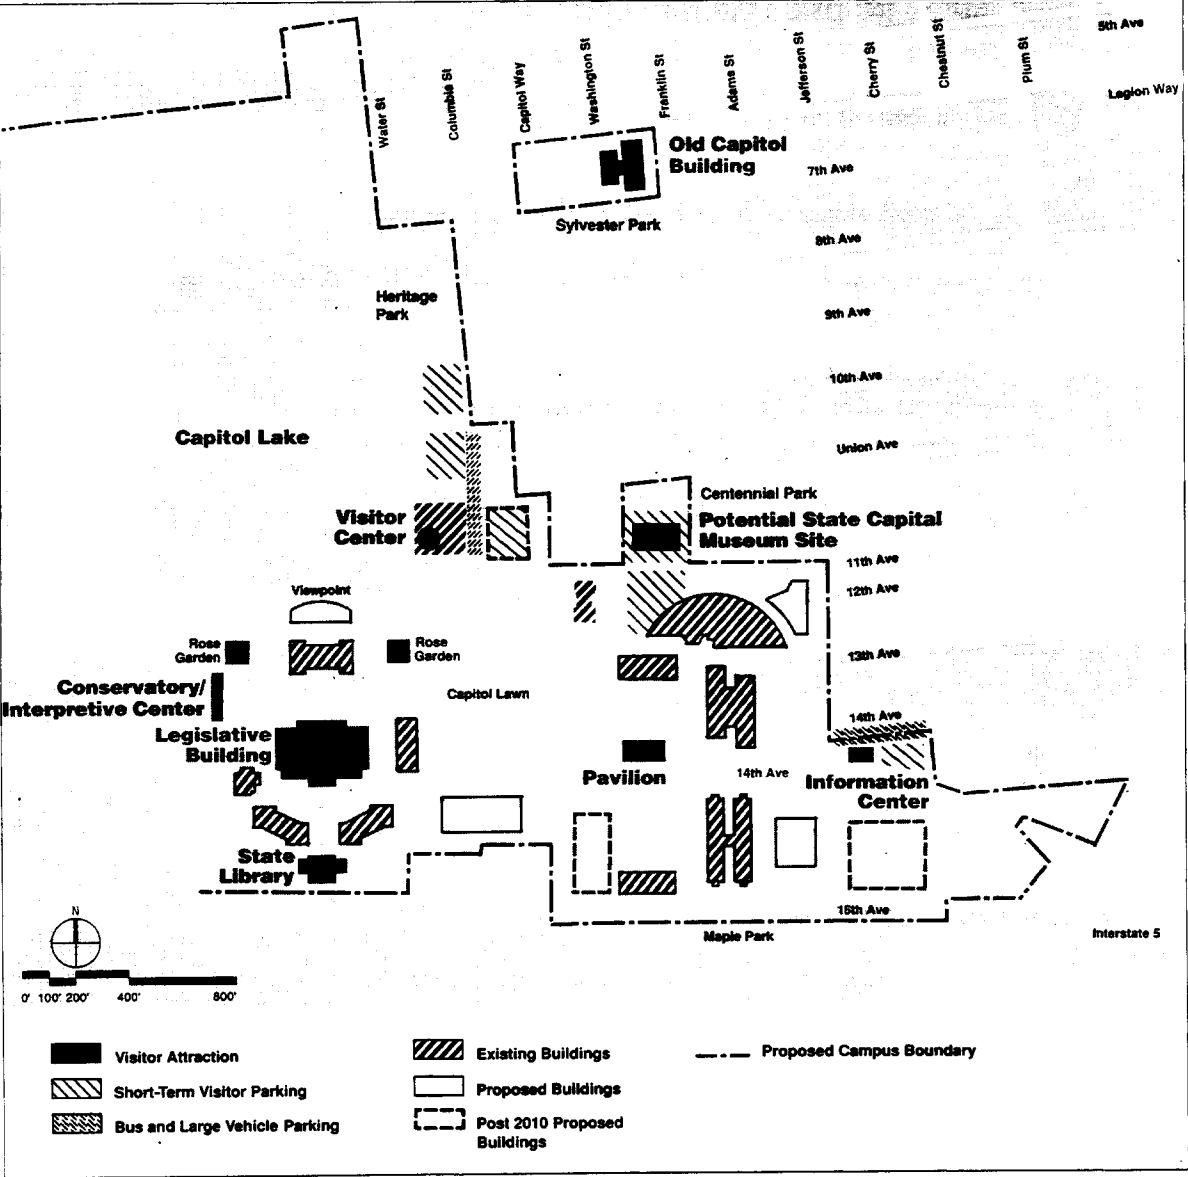 5th Ave
Water St
Columbia St
Capitol Way
Washington St
Franklin St
Adams St
Jefferson St
Cherry St
Chestnut St
Plum St
Legion Way
Old Capitol
Building
7th Ave
Sylvester Park
8th Ave
Heritage
Park
9th Ave
10th Ave
Capitol Lake
Union Ave
Centennial Park
Visitor
Center
Potential State Capital
Museum Site
11th Ave
12th Ave
Viewpoint
Rose
Garden
Rose
Garden
13th Ave
Conservatory/
Interpretive Center
Capitol Lawn
14th Ave
Legislative
Building
Pavilion
14th Ave
Information
Center
State
Library
15th Ave
Maple Park
Interstate 5
N
0' 100' 200' 400' 800'
Visitor Attraction
Short-Term Visitor Parking
Bus and Large Vehicle Parking
Existing Buildings
Proposed Buildings
Post 2010 Proposed
Buildings
Proposed Campus Boundary